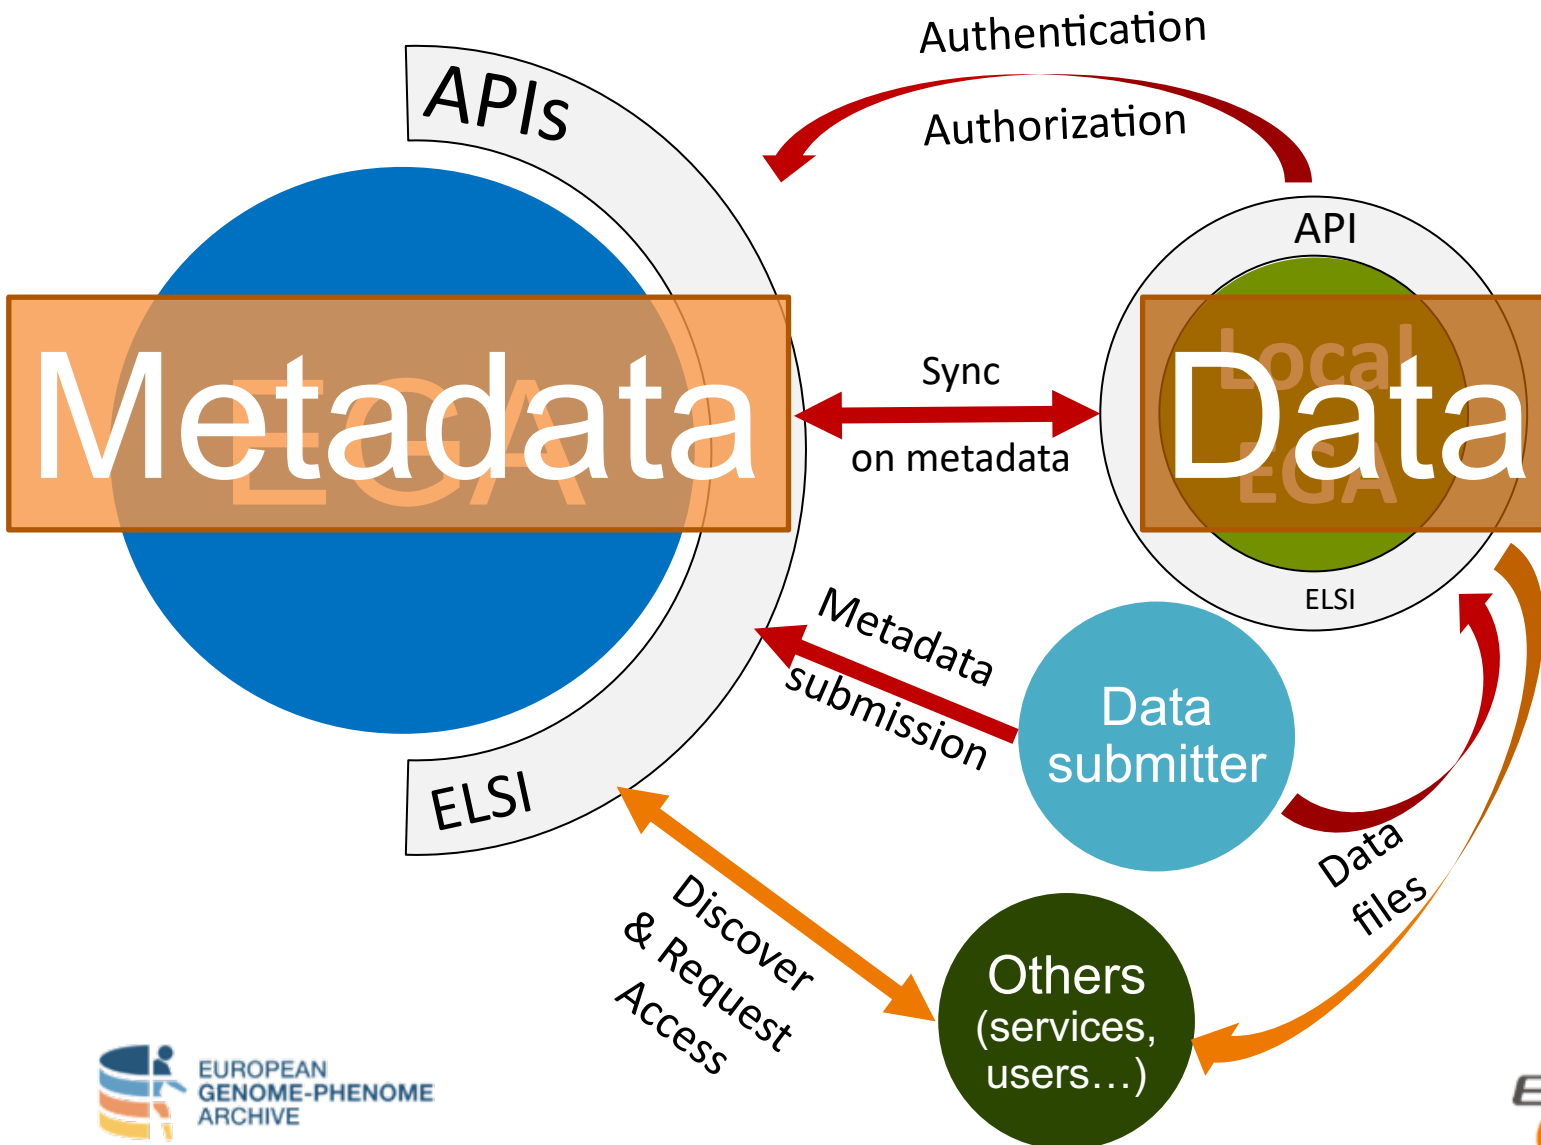 Authentication
Authorization
APIs
API
Metadata
EGA
Sync
on metadata
Local
EGA
Data
ELSI
Metadata
submission
Data
submitter
ELSI
Data
files
Discover
& Request
Access
Others
(services,
users...)
EUROPEAN
GENOME-PHENOME
ARCHIVE